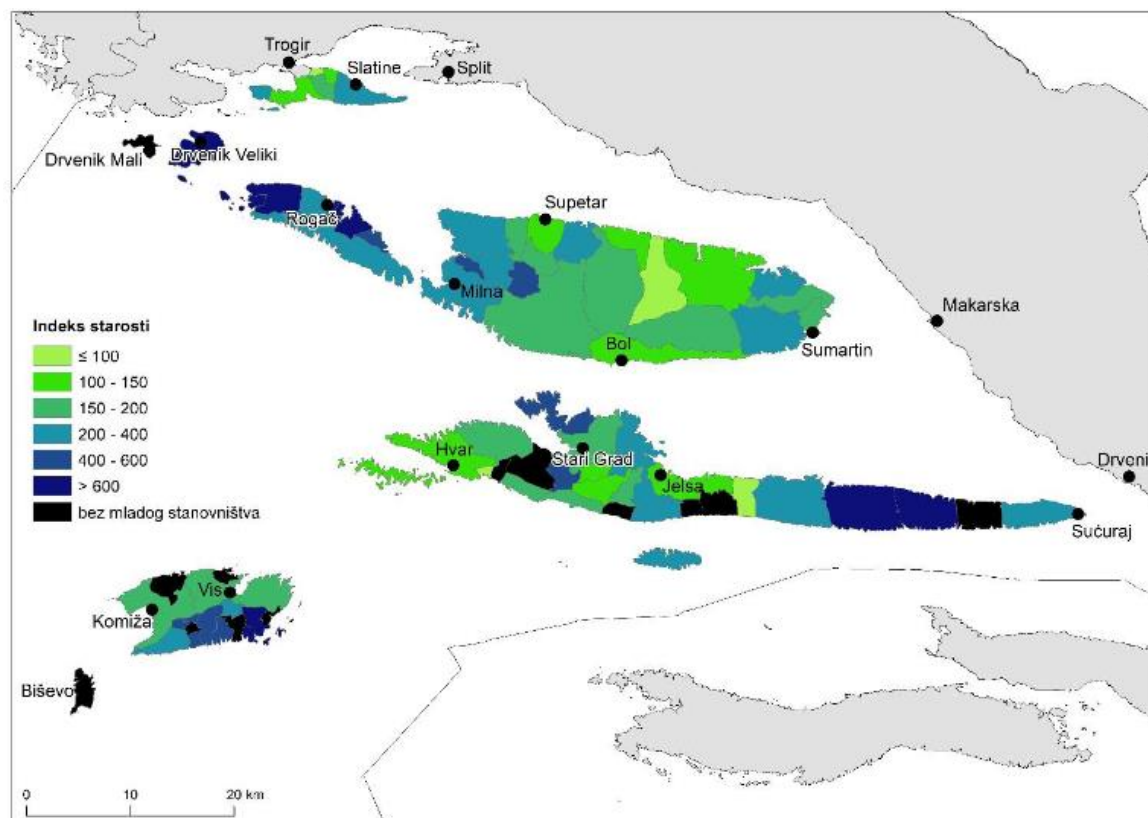 Trogir
Slatine
Split
Drvenik Mali
Drvenik Veliki
Rogač
Supetar
Milna
Makarska
Indeks starosti
≤ 100
100 - 150
150 - 200
200 - 400
400 - 600
> 600
bez mladog stanovništva
Bol
Sumartin
Hvar
Stari Grad
Jelsa
Drveni
Sućuraj
Vis
Komiža
Biševo
0 10 20 km